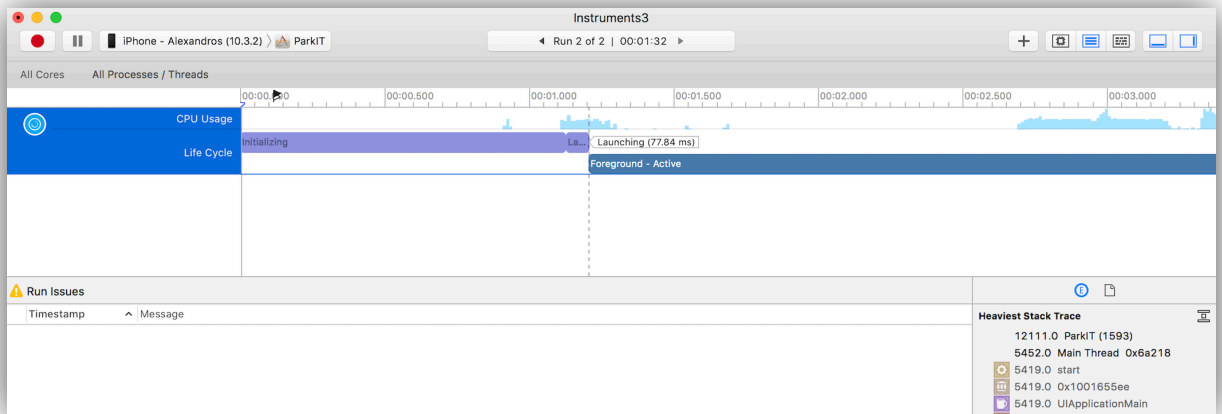 Instruments3
iPhone - Alexandros (10.3.2) ParkIT
Run 2 of 2 | 00:01:32
All Cores All Processes / Threads
00:00.500 00:01.000 00:01.500 00:02.000 00:02.500 00:03.000
CPU Usage
Life Cycle
Initializing La... Launching (77.84 ms)
Foreground - Active
Run Issues
Timestamp Message
Heaviest Stack Trace
12111.0 ParkIT (1593)
5452.0 Main Thread 0x6a218
5419.0 start
5419.0 0x1001655ee
5419.0 UIApplicationMain